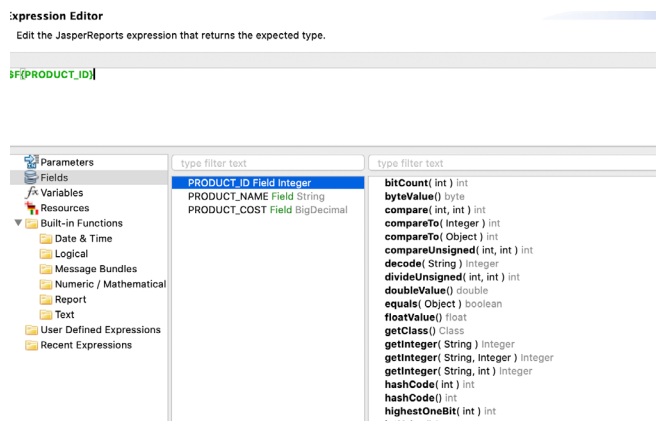 Expression Editor
Edit the JasperReports expression that returns the expected type.
$F{PRODUCT_ID}
Parameters
Fields
Variables
Resources
Built-in Functions
Date & Time
Logical
Message Bundles
Numeric / Mathematical
Report
Text
User Defined Expressions
Recent Expressions
type filter text
PRODUCT_ID Field Integer
PRODUCT_NAME Field String
PRODUCT_COST Field BigDecimal
type filter text
bitCount( int ) int
byteValue() byte
compare( int, int ) int
compareTo( Integer ) int
compareTo( Object ) int
compareUnsigned( int, int ) int
decode( String ) Integer
divideUnsigned( int, int ) int
doubleValue() double
equals( Object ) boolean
floatValue() float
getClass() Class
getInteger( String ) Integer
getInteger( String, Integer ) Integer
getInteger( String, int ) Integer
hashCode( int ) int
hashCode() int
highestOneBit( int ) int